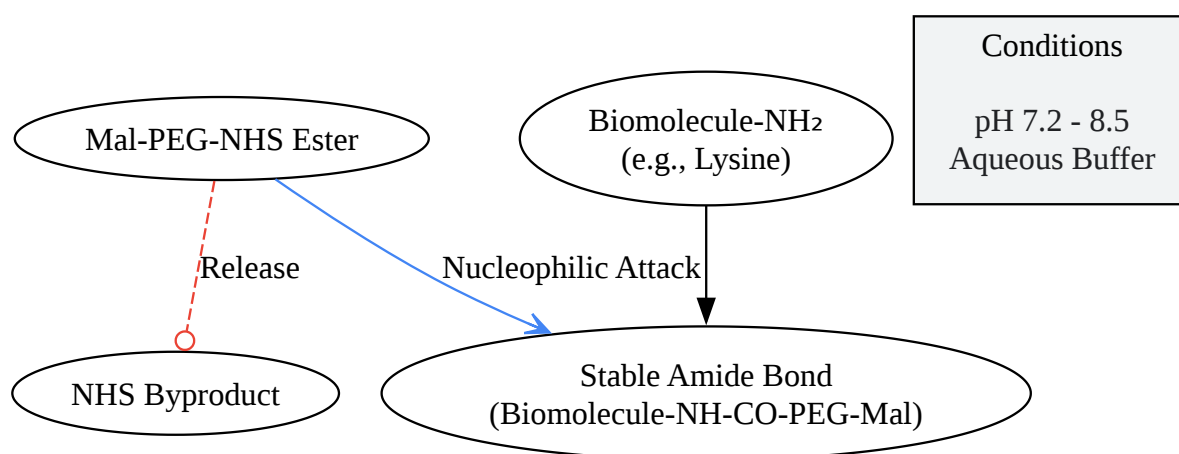 Conditions
pH 7.2 - 8.5
Aqueous Buffer
Mal-PEG-NHS Ester
Biomolecule-NH₂
(e.g., Lysine)
Release
Nucleophilic Attack
NHS Byproduct
Stable Amide Bond
(Biomolecule-NH-CO-PEG-Mal)